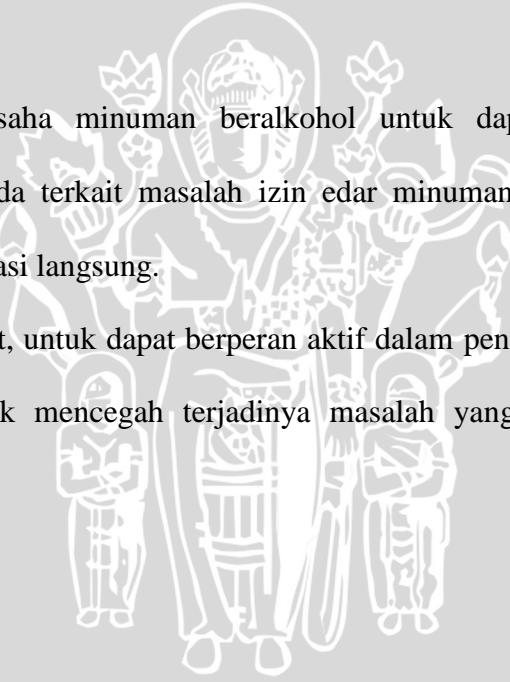 saha minuman beralkohol untuk dap
da terkait masalah izin edar minuman
asi langsung.
t, untuk dapat berperan aktif dalam pen
k mencegah terjadinya masalah yang